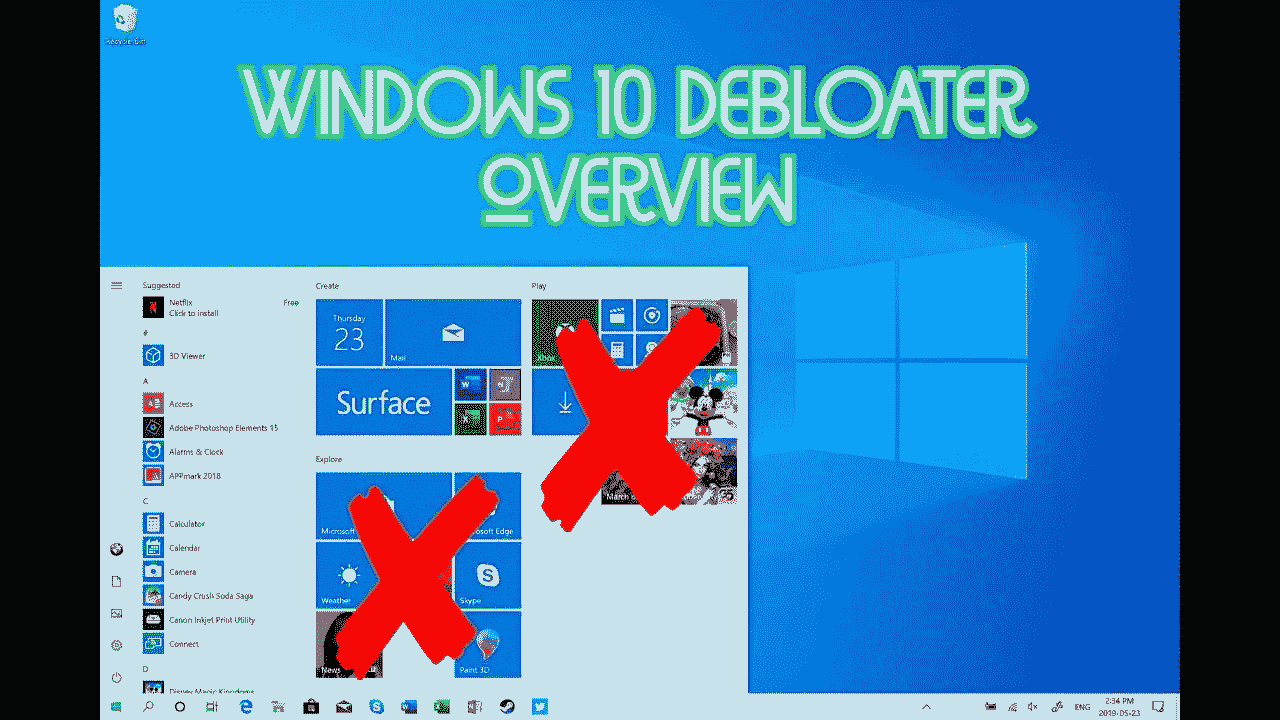 Recycle Bin
WINDOWS 10 DEBLOATER
OVERVIEW
Suggested
Netflix
Click to install
Free
#
3D Viewer
A
Access
Adobe Photoshop Elements 15
Alarms & Clock
APPmark 2018
C
Calculator
Calendar
Camera
Candy Crush Soda Saga
Canon Inkjet Print Utility
Connect
D
Disney Magic Kingdoms
Create
Thursday
23
Mail
Surface
Explore
Microsoft
Edge
Weather
Skype
News
Paint 3D
Play
Xbox
March
ENG
2:34 PM
2019-05-23